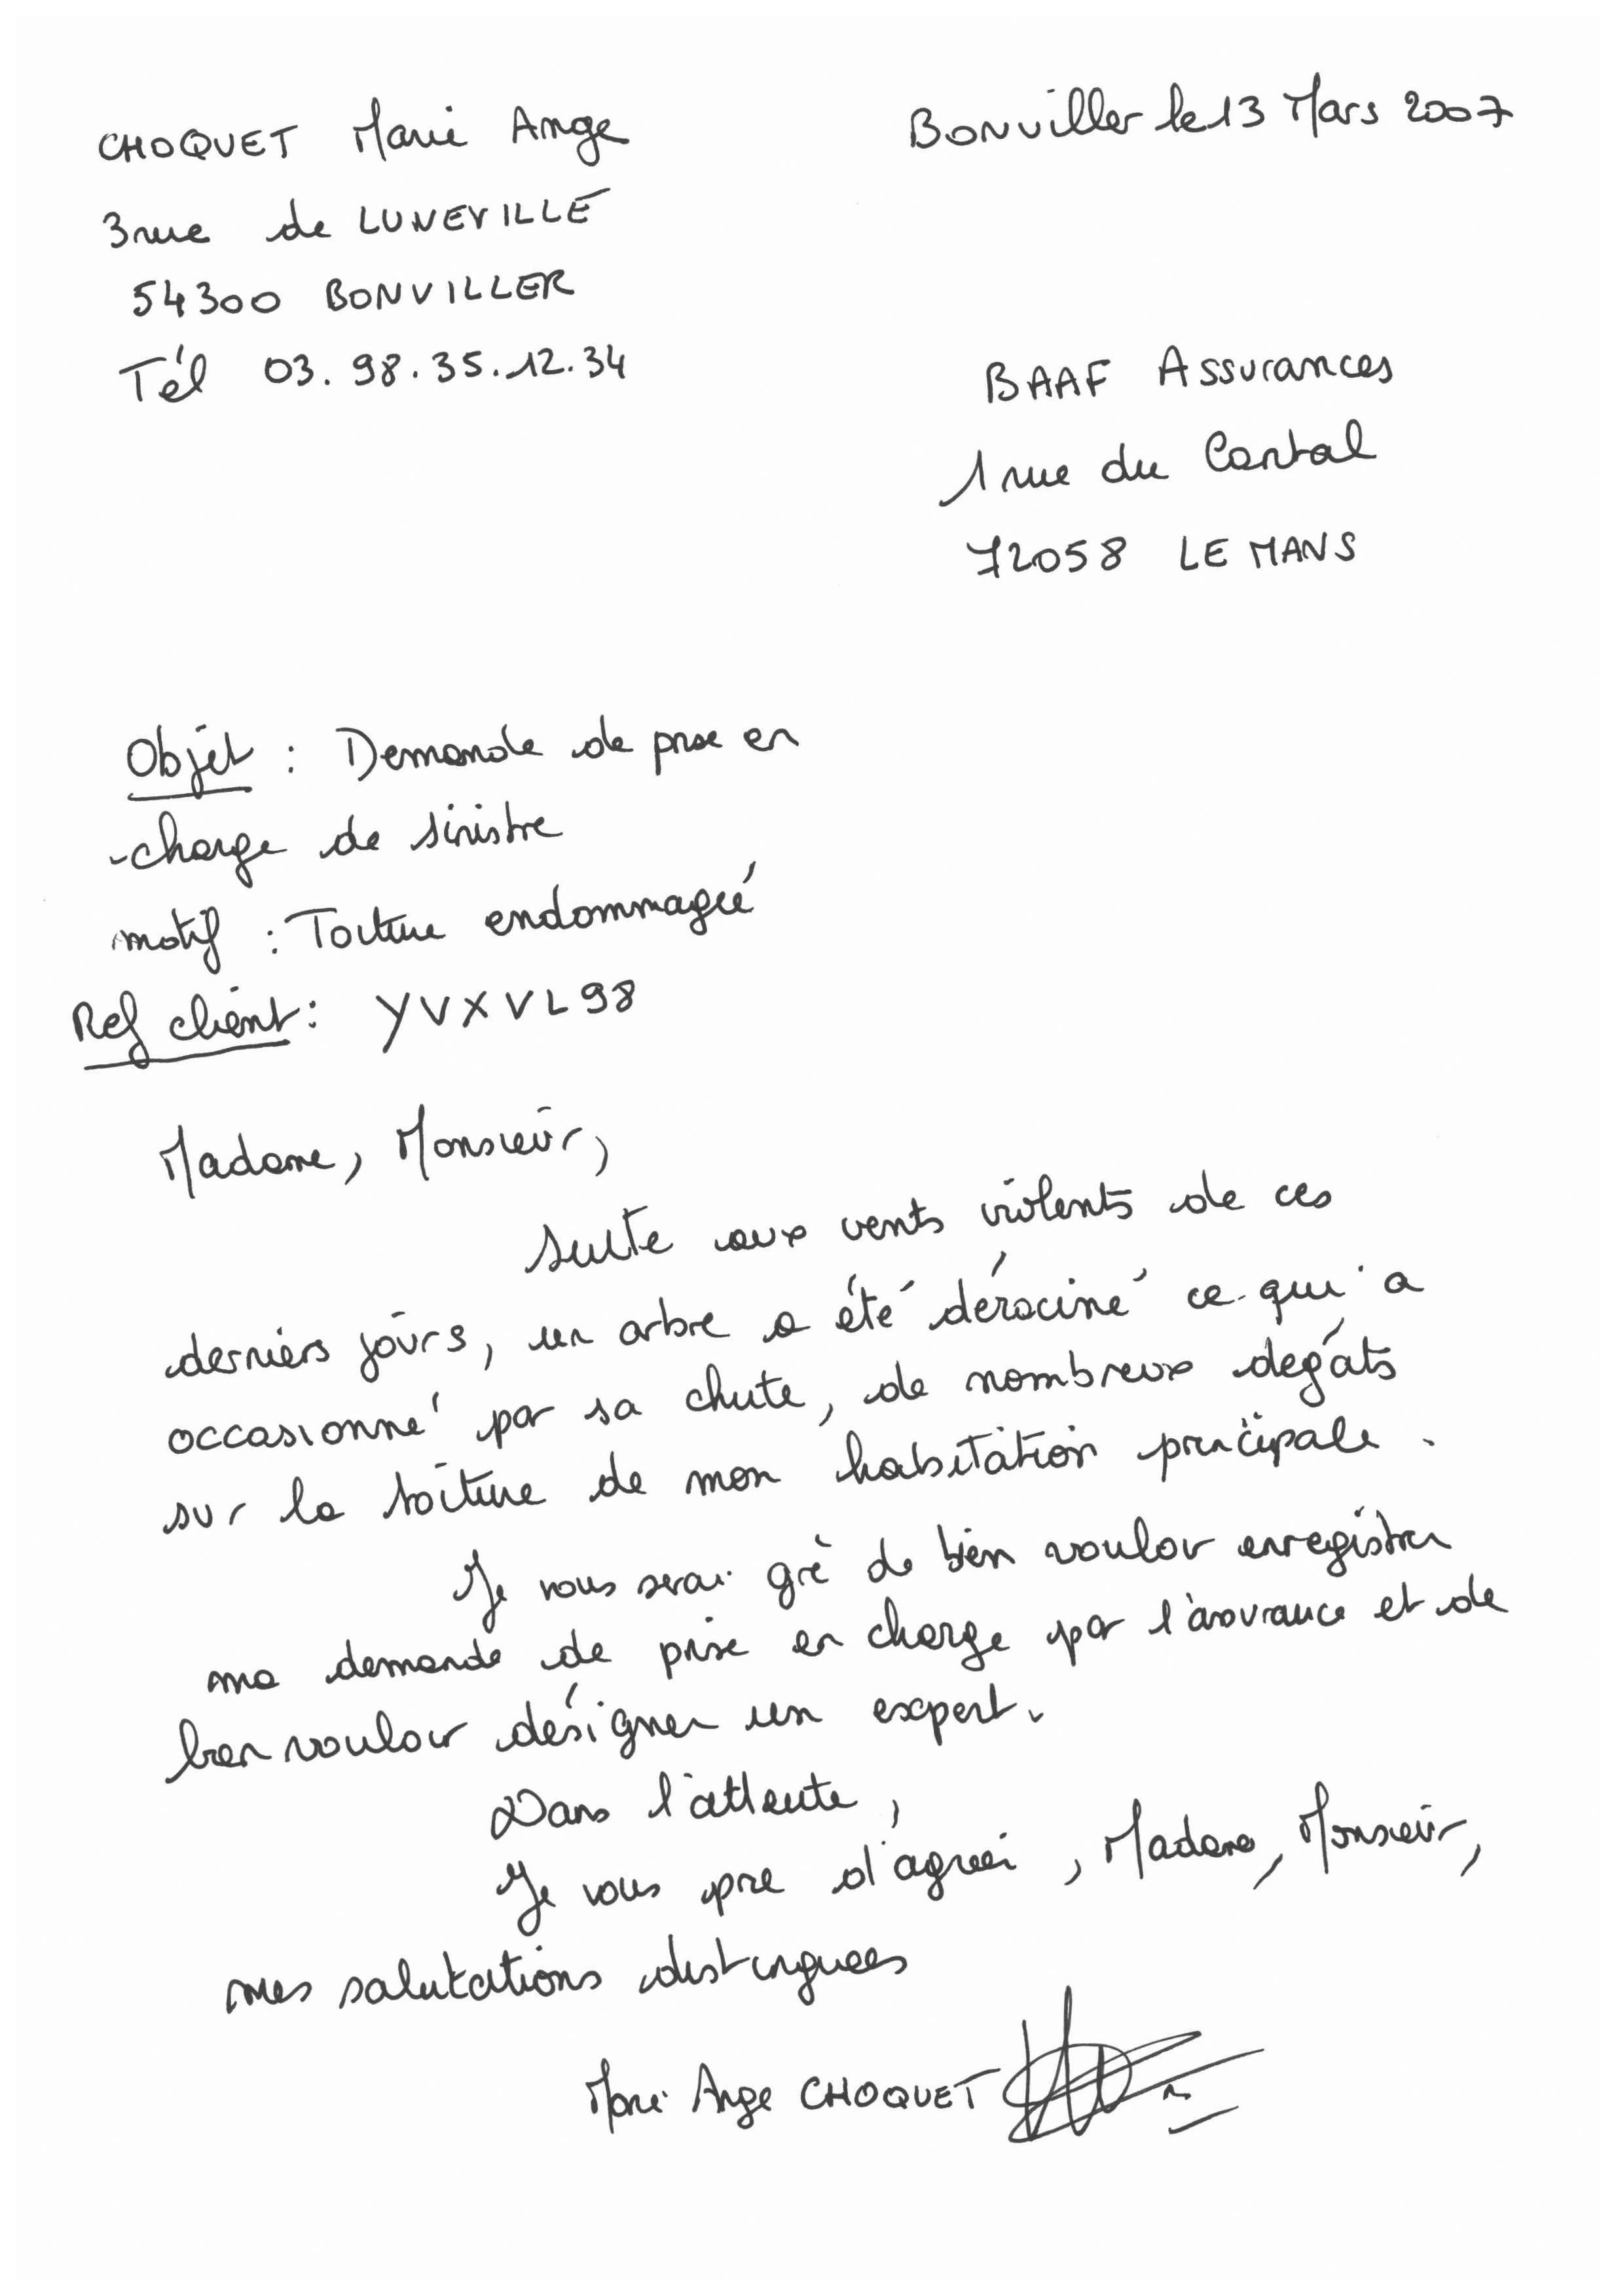 CHOQUET Marie Ange
Bonviller le 13 Mars 2007
3 rue de LUNEVILLE
54300 BONVILLER
Tél 03.98.35.12.34
BAAF Assurances
1 rue du Cantal
72058 LE MANS
Objet : Demande de prise en
charge de sinistre
motif : Toiture endommagée
Ref client : YVXVL98
Madame, Monsieur,
suite aux vents violents de ces
derniers jours, un arbre a été déraciné ce qui a
occasionné par sa chute, de nombreux dégâts
sur la toiture de mon habitation principale.
Je vous serai gré de bien vouloir enregistrer
ma demande de prise en charge par l'assurance et de
bien vouloir désigner un expert.
Dans l'attente,
Je vous prie d'agréer, Madame, Monsieur,
mes salutations distinguées
Marie Ange CHOQUET